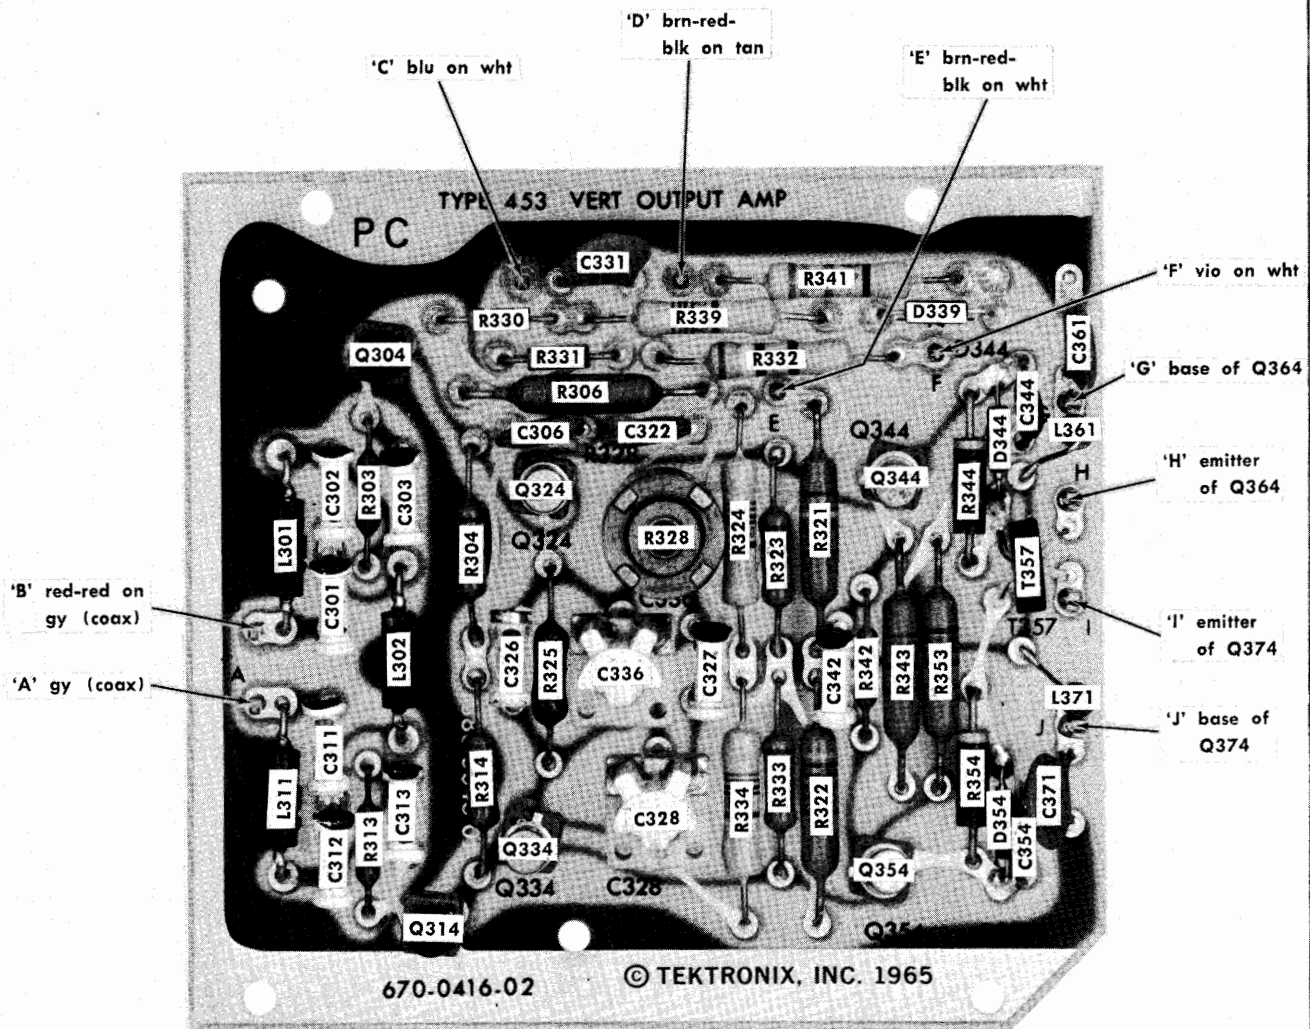 'D' brn-red-
blk on tan
'C' blu on wht
'E' brn-red-
blk on wht
TYPE 453 VERT OUTPUT AMP
PC
C331
R341
'F' vio on wht
R330
R339
D339
C361
Q304
R331
R332
D344
F
'G' base of Q364
R306
C344
C306
C322
E
Q344
D344
L361
C302
R303
C303
Q324
Q344
R344
H
'H' emitter
of Q364
L301
R304
Q324
R328
R324
R323
R321
T357
'B' red-red on
gy (coax)
C301
T357
I
'I' emitter
of Q374
L302
C326
R325
C336
C327
C342
R342
R343
R353
'A' gy (coax)
A
L371
C311
J
'J' base of
Q374
L311
R313
C313
R314
R334
R333
R322
R354
D354
C371
C312
Q334
C328
Q354
C354
Q334
C328
Q314
670-0416-02
© TEKTRONIX, INC. 1965